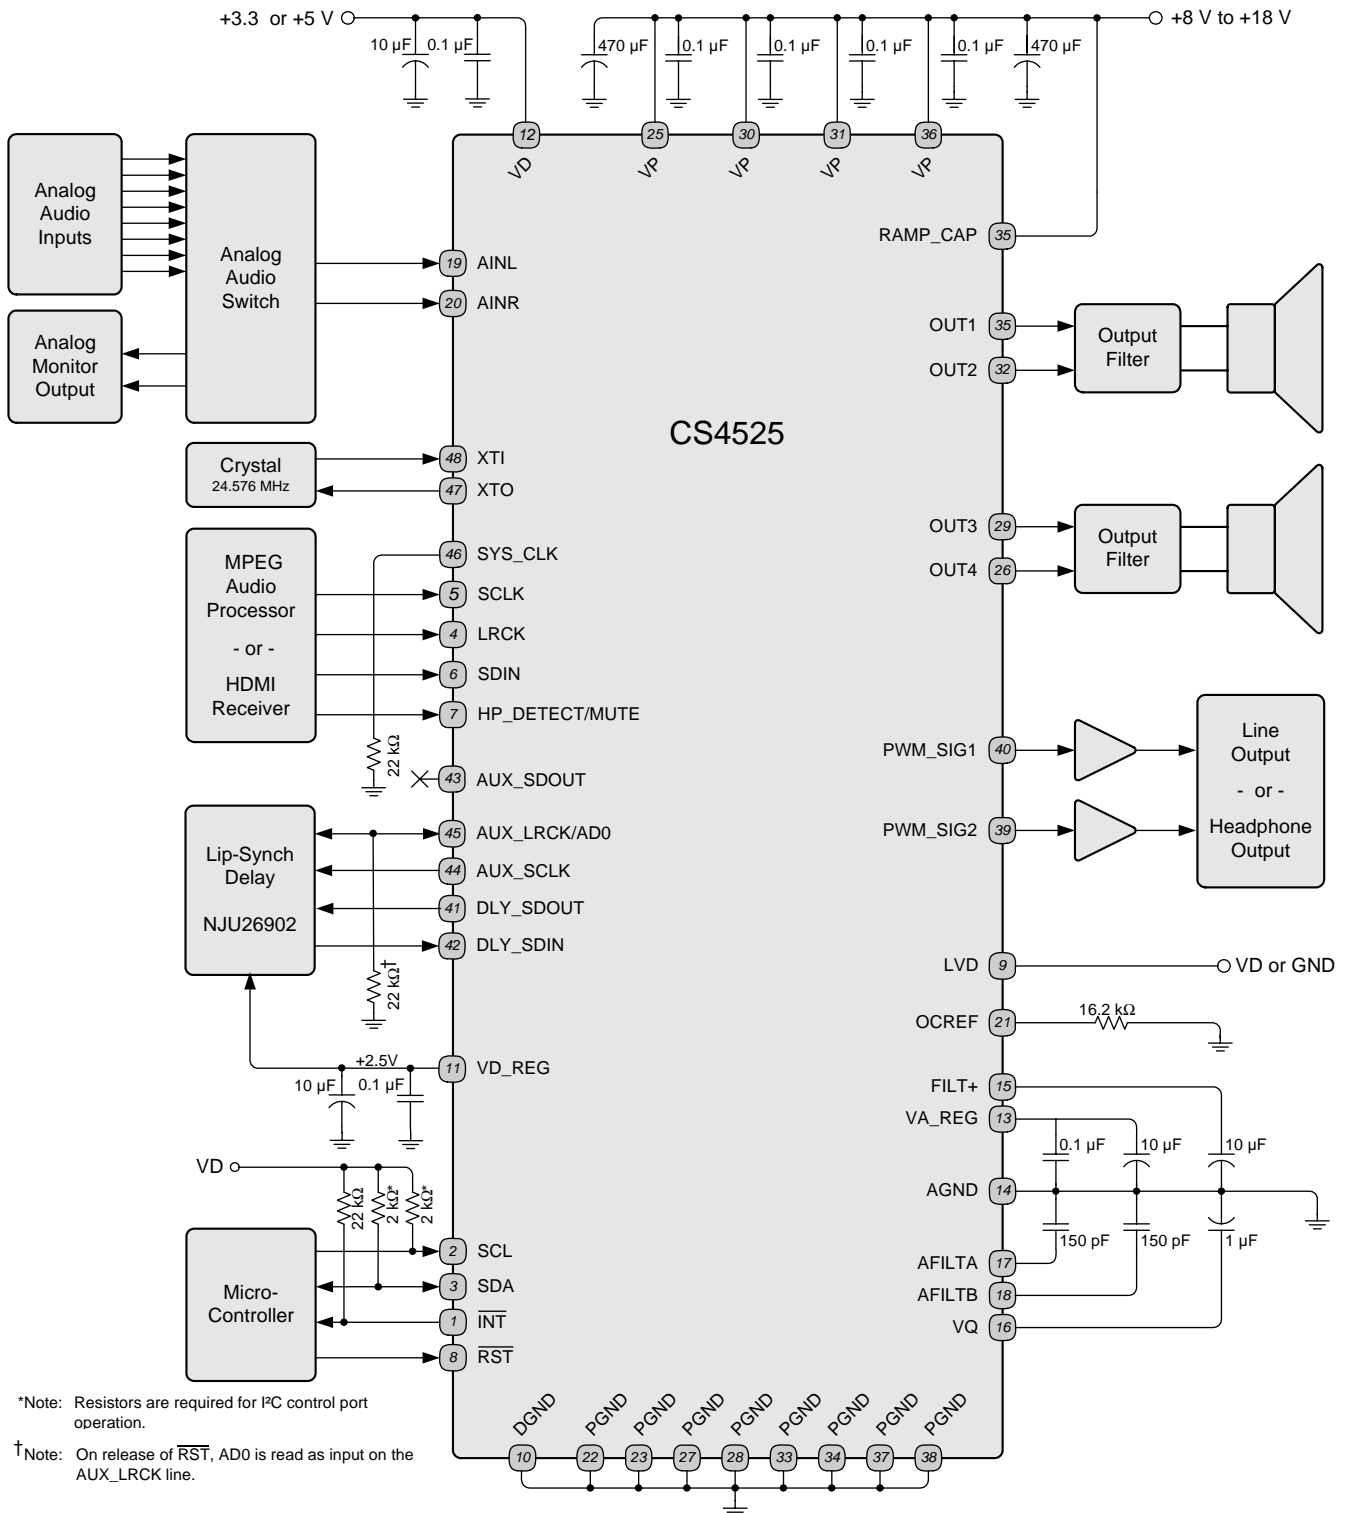 +3.3 or +5 V
+8 V to +18 V
10 µF
0.1 µF
470 µF
0.1 µF
0.1 µF
0.1 µF
0.1 µF
470 µF
12
25
30
31
36
VD
VP
VP
VP
VP
Analog
Audio
Inputs
Analog
Monitor
Output
Analog
Audio
Switch
19 AINL
20 AINR
RAMP_CAP 35
OUT1 35
OUT2 32
Output
Filter
CS4525
Crystal
24.576 MHz
48 XTI
47 XTO
OUT3 29
OUT4 26
Output
Filter
MPEG
Audio
Processor
- or -
HDMI
Receiver
46 SYS_CLK
5 SCLK
4 LRCK
6 SDIN
7 HP_DETECT/MUTE
22 kΩ
43 AUX_SDOUT
PWM_SIG1 40
PWM_SIG2 39
Line
Output
- or -
Headphone
Output
Lip-Synch
Delay
NJU26902
45 AUX_LRCK/AD0
44 AUX_SCLK
41 DLY_SDOUT
42 DLY_SDIN
22 kΩ†
LVD 9
VD or GND
OCREF 21
16.2 kΩ
+2.5V
11 VD_REG
10 µF
0.1 µF
FILT+ 15
VA_REG 13
0.1 µF
10 µF
10 µF
AGND 14
150 pF
150 pF
1 µF
AFILTA 17
AFILTB 18
VQ 16
VD
22 kΩ
2 kΩ*
2 kΩ*
Micro-
Controller
2 SCL
3 SDA
1 INT
8 RST
DGND
PGND
PGND
PGND
PGND
PGND
PGND
PGND
PGND
10
22
23
27
28
33
34
37
38
*Note: Resistors are required for I²C control port
operation.
†Note: On release of RST, AD0 is read as input on the
AUX_LRCK line.